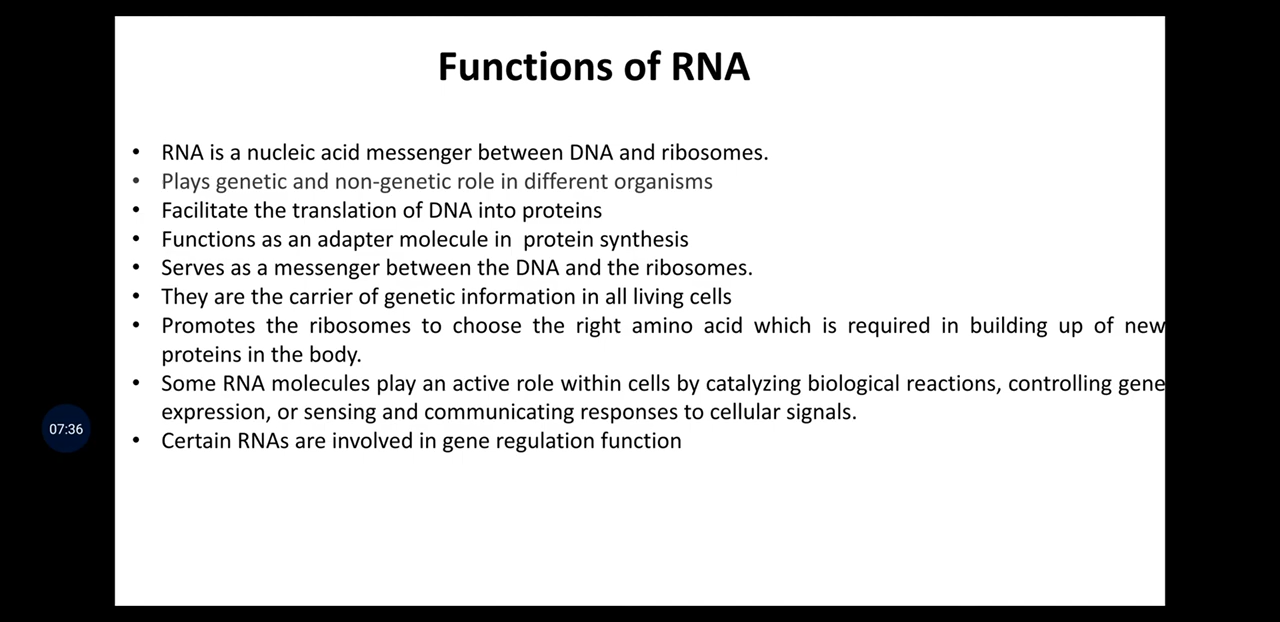 Functions of RNA
• RNA is a nucleic acid messenger between DNA and ribosomes.
• Plays genetic and non-genetic role in different organisms
• Facilitate the translation of DNA into proteins
• Functions as an adapter molecule in  protein synthesis
• Serves as a messenger between the DNA and the ribosomes.
• They are the carrier of genetic information in all living cells
• Promotes the ribosomes to choose the right amino acid which is required in building up of new
proteins in the body.
• Some RNA molecules play an active role within cells by catalyzing biological reactions, controlling gene
expression, or sensing and communicating responses to cellular signals.
07:36
• Certain RNAs are involved in gene regulation function